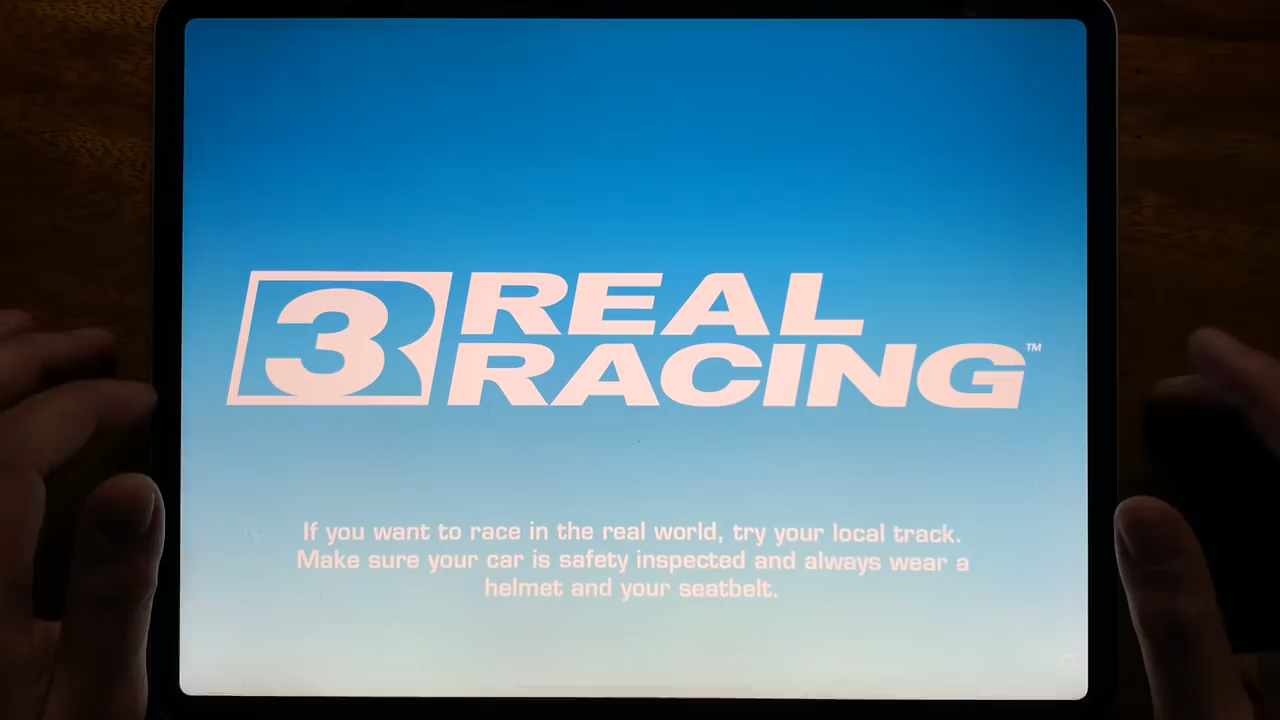 3 REAL
RACING™
If you want to race in the real world, try your local track.
Make sure your car is safety inspected and always wear a
helmet and your seatbelt.